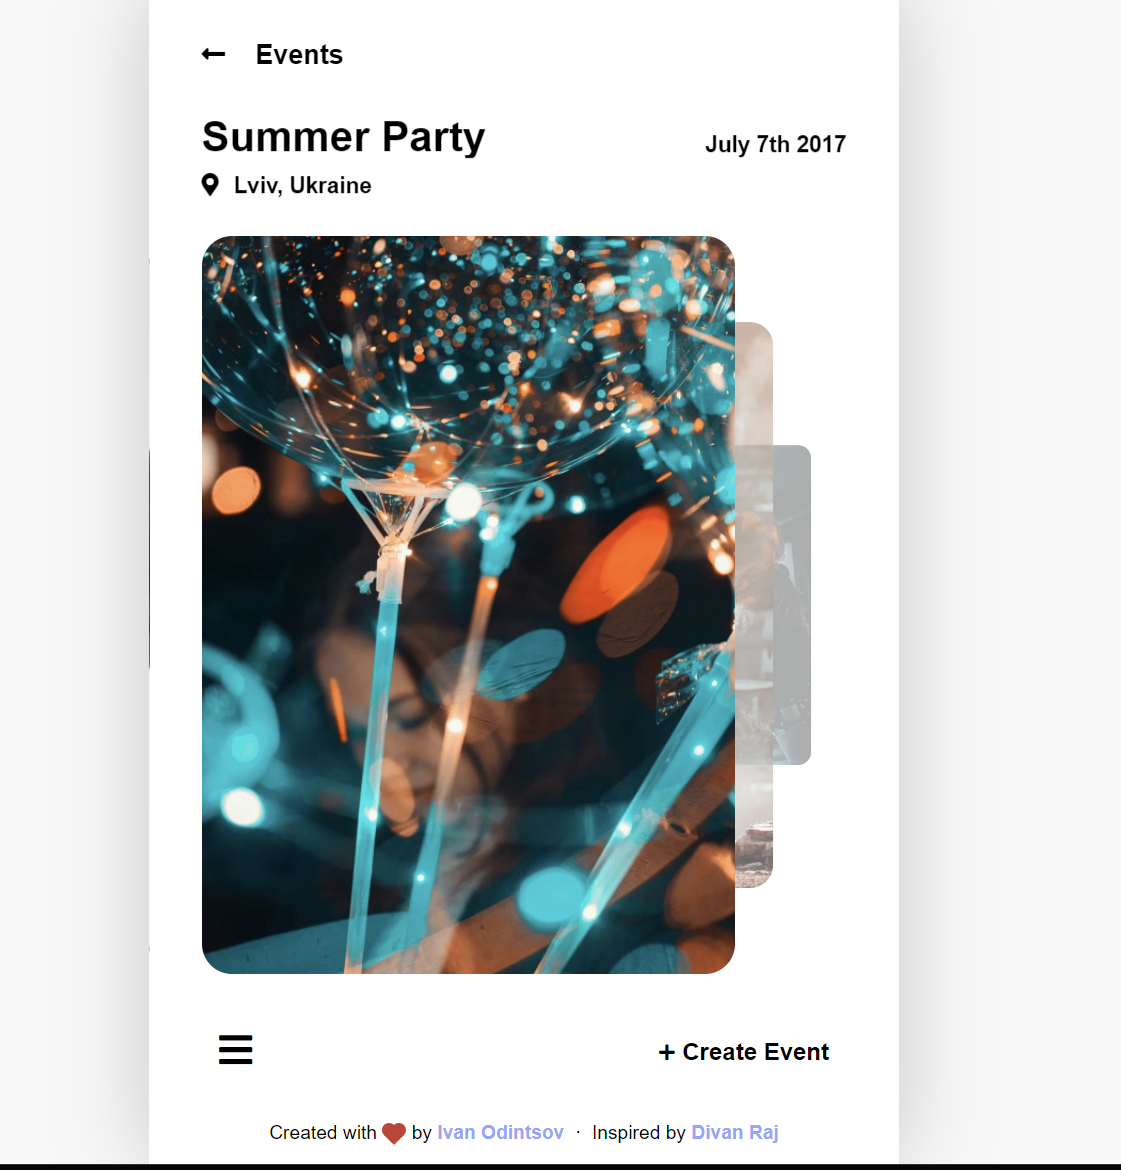 Events
Summer Party
July 7th 2017
Lviv, Ukraine
+ Create Event
Created with ❤ by Ivan Odintsov · Inspired by Divan Raj